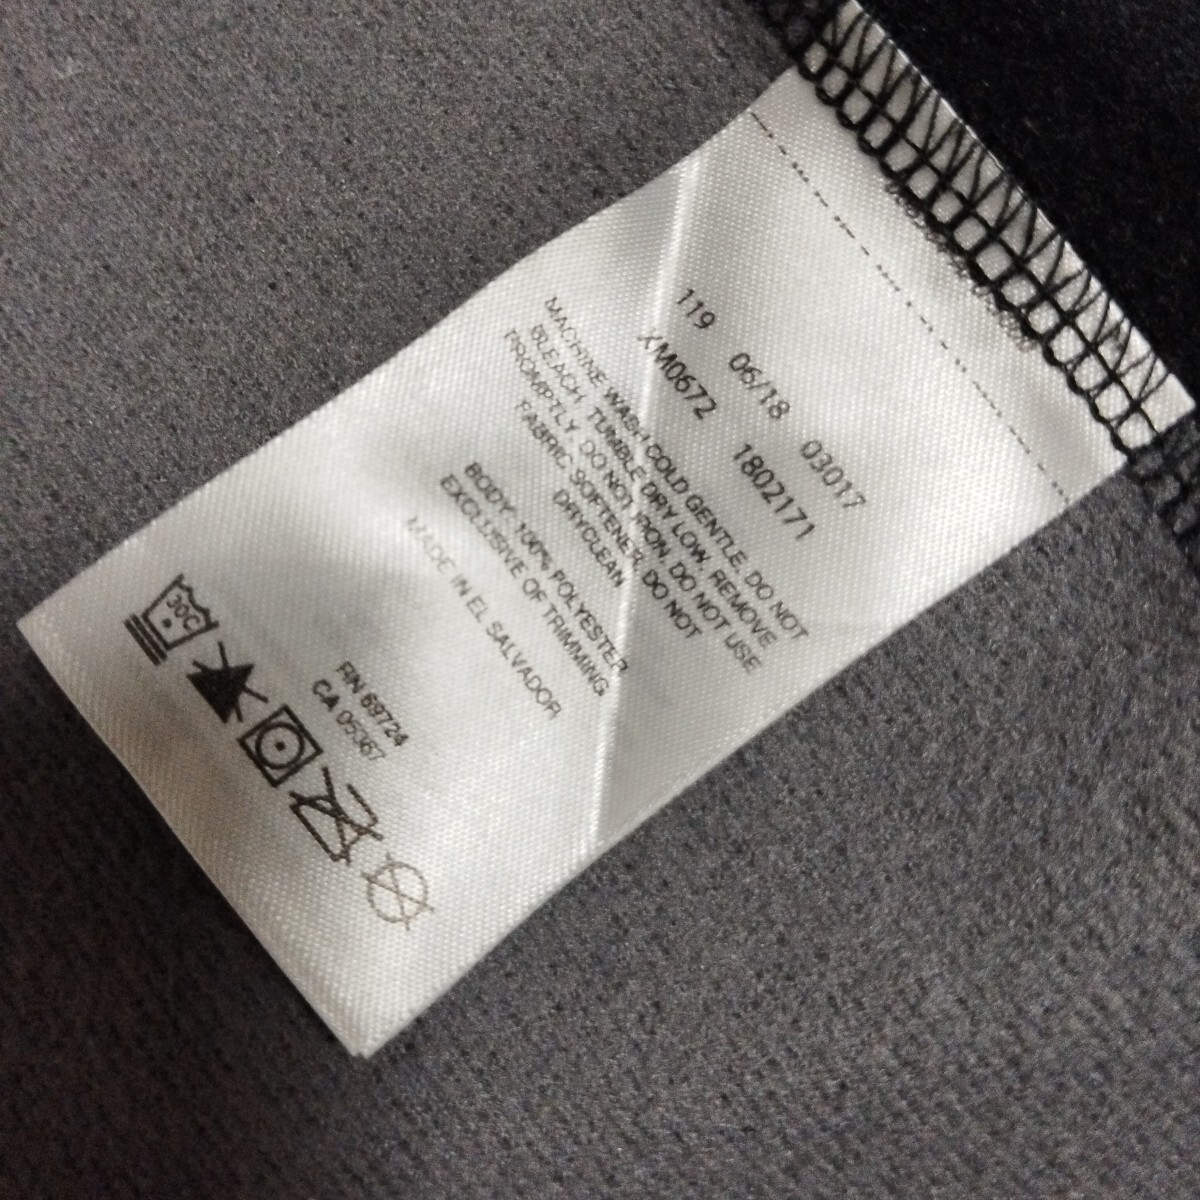 119 06/18 03017
XM0672 1802171
MACHINE WASH COLD GENTLE. DO NOT
BLEACH. TUMBLE DRY LOW. REMOVE
PROMPTLY. DO NOT IRON. DO NOT USE
FABRIC SOFTENER. DO NOT
DRYCLEAN
BODY: 100% POLYESTER
EXCLUSIVE OF TRIMMING
MADE IN EL SALVADOR
RN 69724
CA 05367
30C